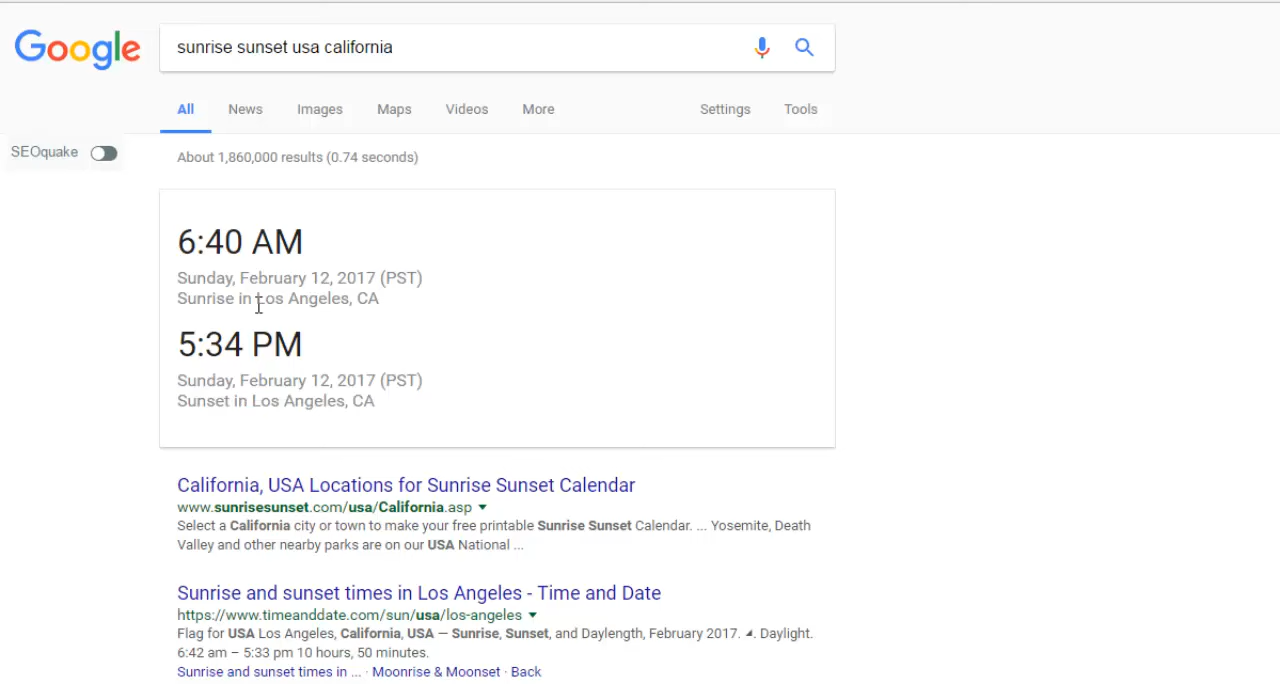 Google
sunrise sunset usa california
All News Images Maps Videos More Settings Tools
SEOquake
About 1,860,000 results (0.74 seconds)
6:40 AM
Sunday, February 12, 2017 (PST)
Sunrise in Los Angeles, CA
5:34 PM
Sunday, February 12, 2017 (PST)
Sunset in Los Angeles, CA
California, USA Locations for Sunrise Sunset Calendar
www.sunrisesunset.com/usa/California.asp
Select a California city or town to make your free printable Sunrise Sunset Calendar. ... Yosemite, Death
Valley and other nearby parks are on our USA National ...
Sunrise and sunset times in Los Angeles - Time and Date
https://www.timeanddate.com/sun/usa/los-angeles
Flag for USA Los Angeles, California, USA — Sunrise, Sunset, and Daylength, February 2017. ◢. Daylight.
6:42 am – 5:33 pm 10 hours, 50 minutes.
Sunrise and sunset times in ... · Moonrise & Moonset · Back